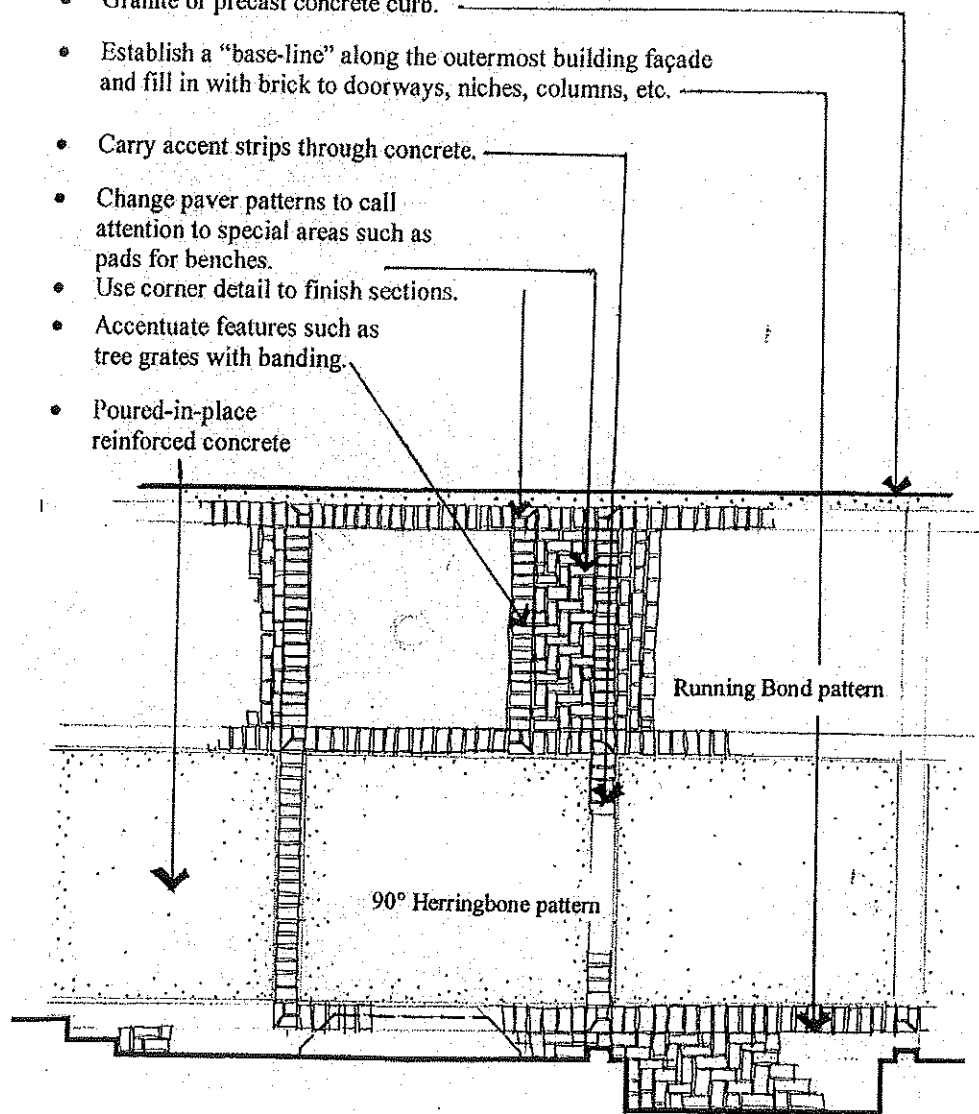 • Granite or precast concrete curb.
• Establish a “base-line” along the outermost building façade
and fill in with brick to doorways, niches, columns, etc.
• Carry accent strips through concrete.
• Change paver patterns to call
attention to special areas such as
pads for benches.
• Use corner detail to finish sections.
• Accentuate features such as
tree grates with banding.
• Poured-in-place
reinforced concrete
Running Bond pattern
90° Herringbone pattern